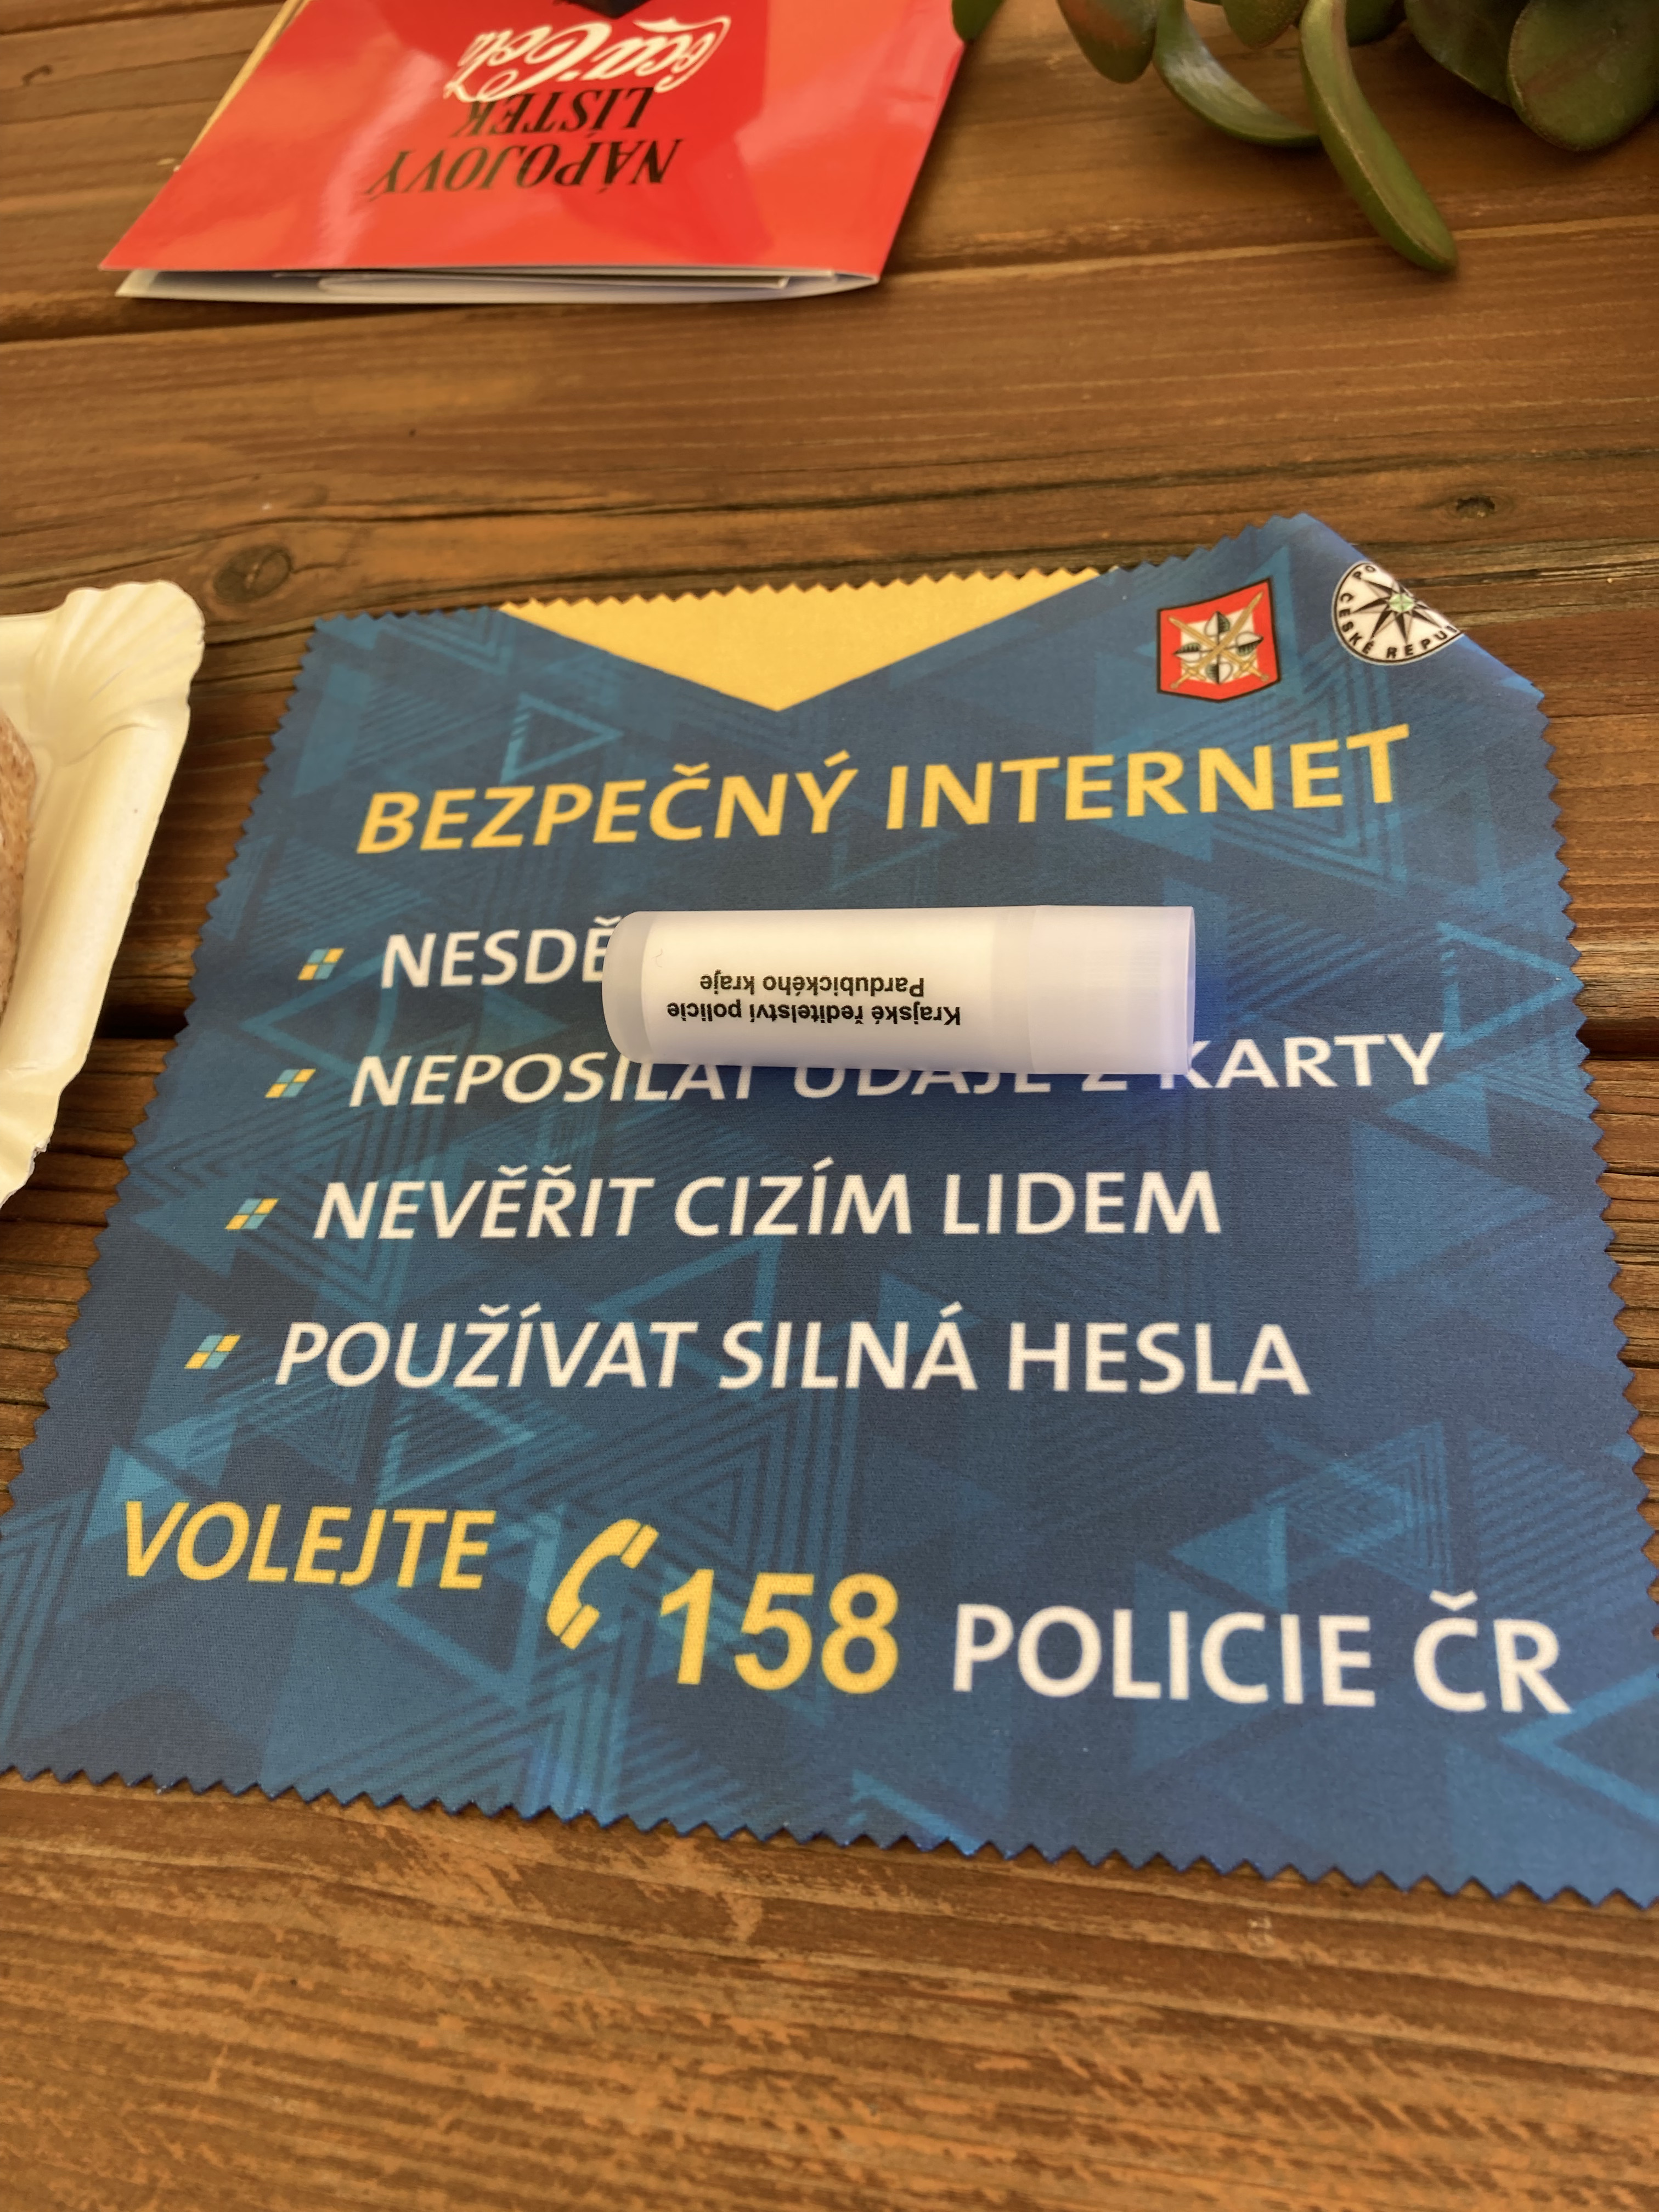 Coca-Cola
NÁPOJOVÝ
LÍSTEK
ČESKÉ
BEZPEČNÝ INTERNET
Krajské ředitelství policie
Pardubického kraje
NEPOSÍLAT ÚDAJE Z KARTY
NEVĚŘIT CIZÍM LIDEM
POUŽÍVAT SILNÁ HESLA
VOLEJTE 158 POLICIE ČR